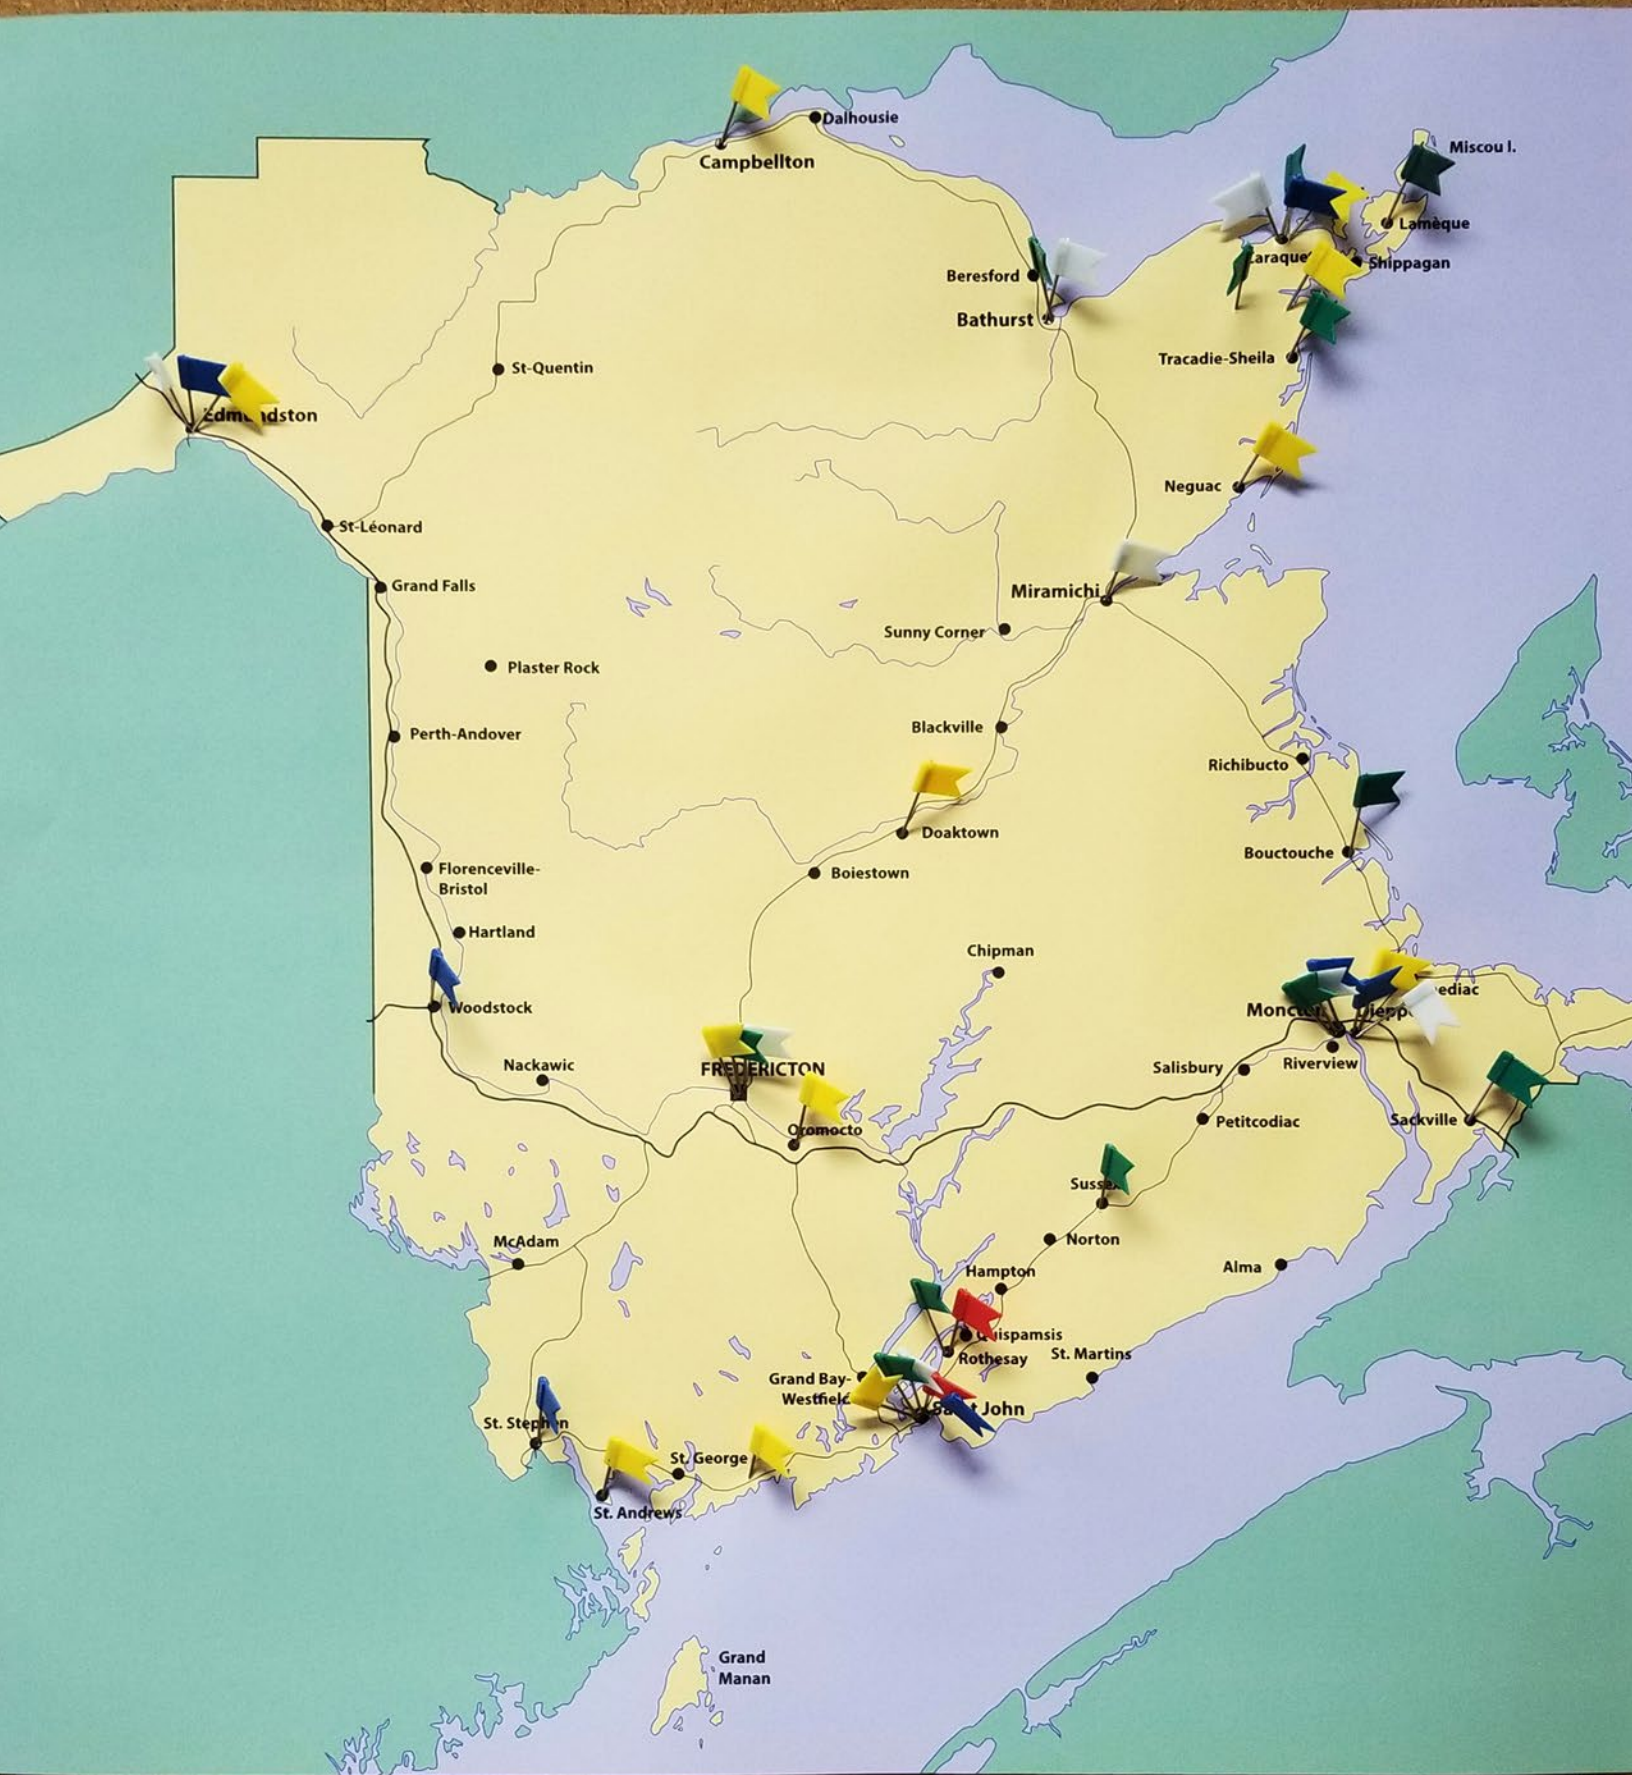 Dalhousie
Miscou I.
Campbellton
Lamèque
Shippagan
Beresford
Bathurst
Tracadie-Sheila
St-Quentin
Neguac
St-Léonard
Grand Falls
Miramichi
Sunny Corner
Plaster Rock
Blackville
Perth-Andover
Richibucto
Doaktown
Bouctouche
Boiestown
Florenceville-
Bristol
Hartland
Chipman
Woodstock
Nackawic
FREDERICTON
Salisbury
Riverview
Oromocto
Petitcodiac
Sackville
McAdam
Norton
Hampton
Alma
Rothesay
St. Martins
Grand Bay-
St. George
St. Andrews
Grand
Manan